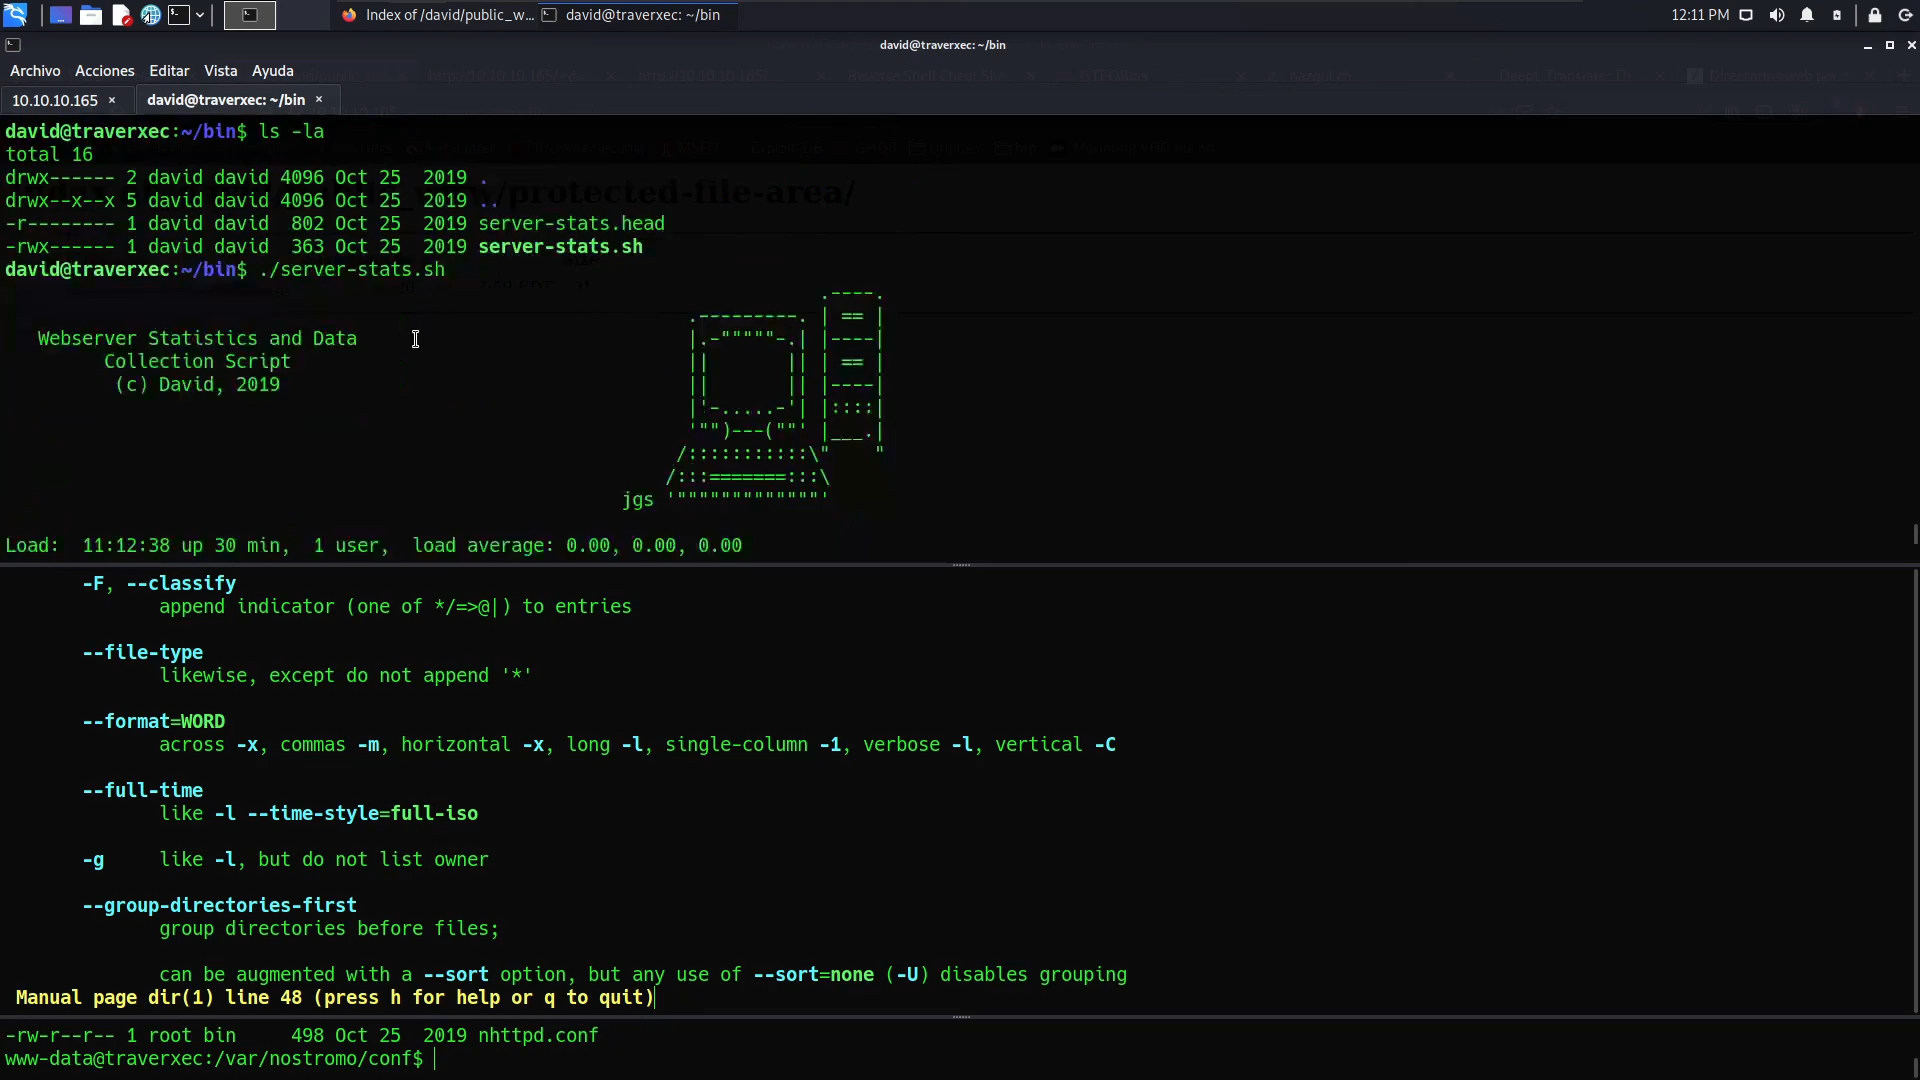 Index of /david/public_w...
david@traverxec: ~/bin
12:11 PM
david@traverxec: ~/bin
Archivo Acciones Editar Vista Ayuda
10.10.10.165 × david@traverxec: ~/bin ×
david@traverxec:~/bin$ ls -la
total 16
drwx------ 2 david david 4096 Oct 25  2019 .
drwx--x--x 5 david david 4096 Oct 25  2019 ..
/protected-file-area/
-r-------- 1 david david  802 Oct 25  2019 server-stats.head
-rwx------ 1 david david  363 Oct 25  2019 server-stats.sh
david@traverxec:~/bin$ ./server-stats.sh
                                                                          .----.
                                                              .---------. | == |
   Webserver Statistics and Data                              |.-"""""-.| |----|
         Collection Script                                    ||       || | == |
          (c) David, 2019                                     ||       || |----|
                                                              |'-.....-'| |::::|
                                                              '"")---(""' |___.|
                                                             /:::::::::::\"    "
                                                            /:::=======:::\
                                                        jgs '"""""""""""""'
Load:  11:12:38 up 30 min,  1 user,  load average: 0.00, 0.00, 0.00
-F, --classify
append indicator (one of */=>@|) to entries
--file-type
likewise, except do not append '*'
--format=WORD
across -x, commas -m, horizontal -x, long -l, single-column -1, verbose -l, vertical -C
--full-time
like -l --time-style=full-iso
-g     like -l, but do not list owner
--group-directories-first
group directories before files;
can be augmented with a --sort option, but any use of --sort=none (-U) disables grouping
Manual page dir(1) line 48 (press h for help or q to quit)
-rw-r--r-- 1 root bin     498 Oct 25  2019 nhttpd.conf
www-data@traverxec:/var/nostromo/conf$